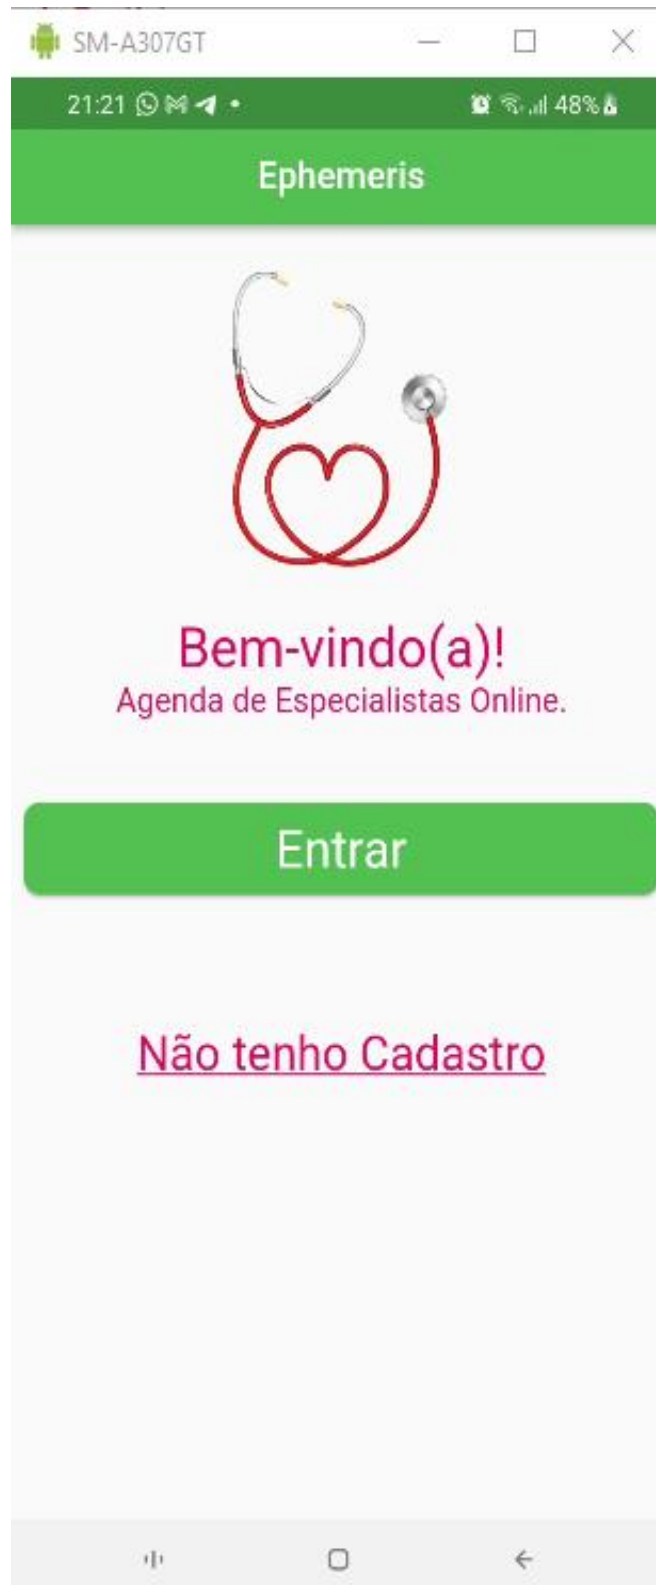 SM-A307GT
21:21
48%
Ephemeris
Bem-vindo(a)!
Agenda de Especialistas Online.
Entrar
Não tenho Cadastro